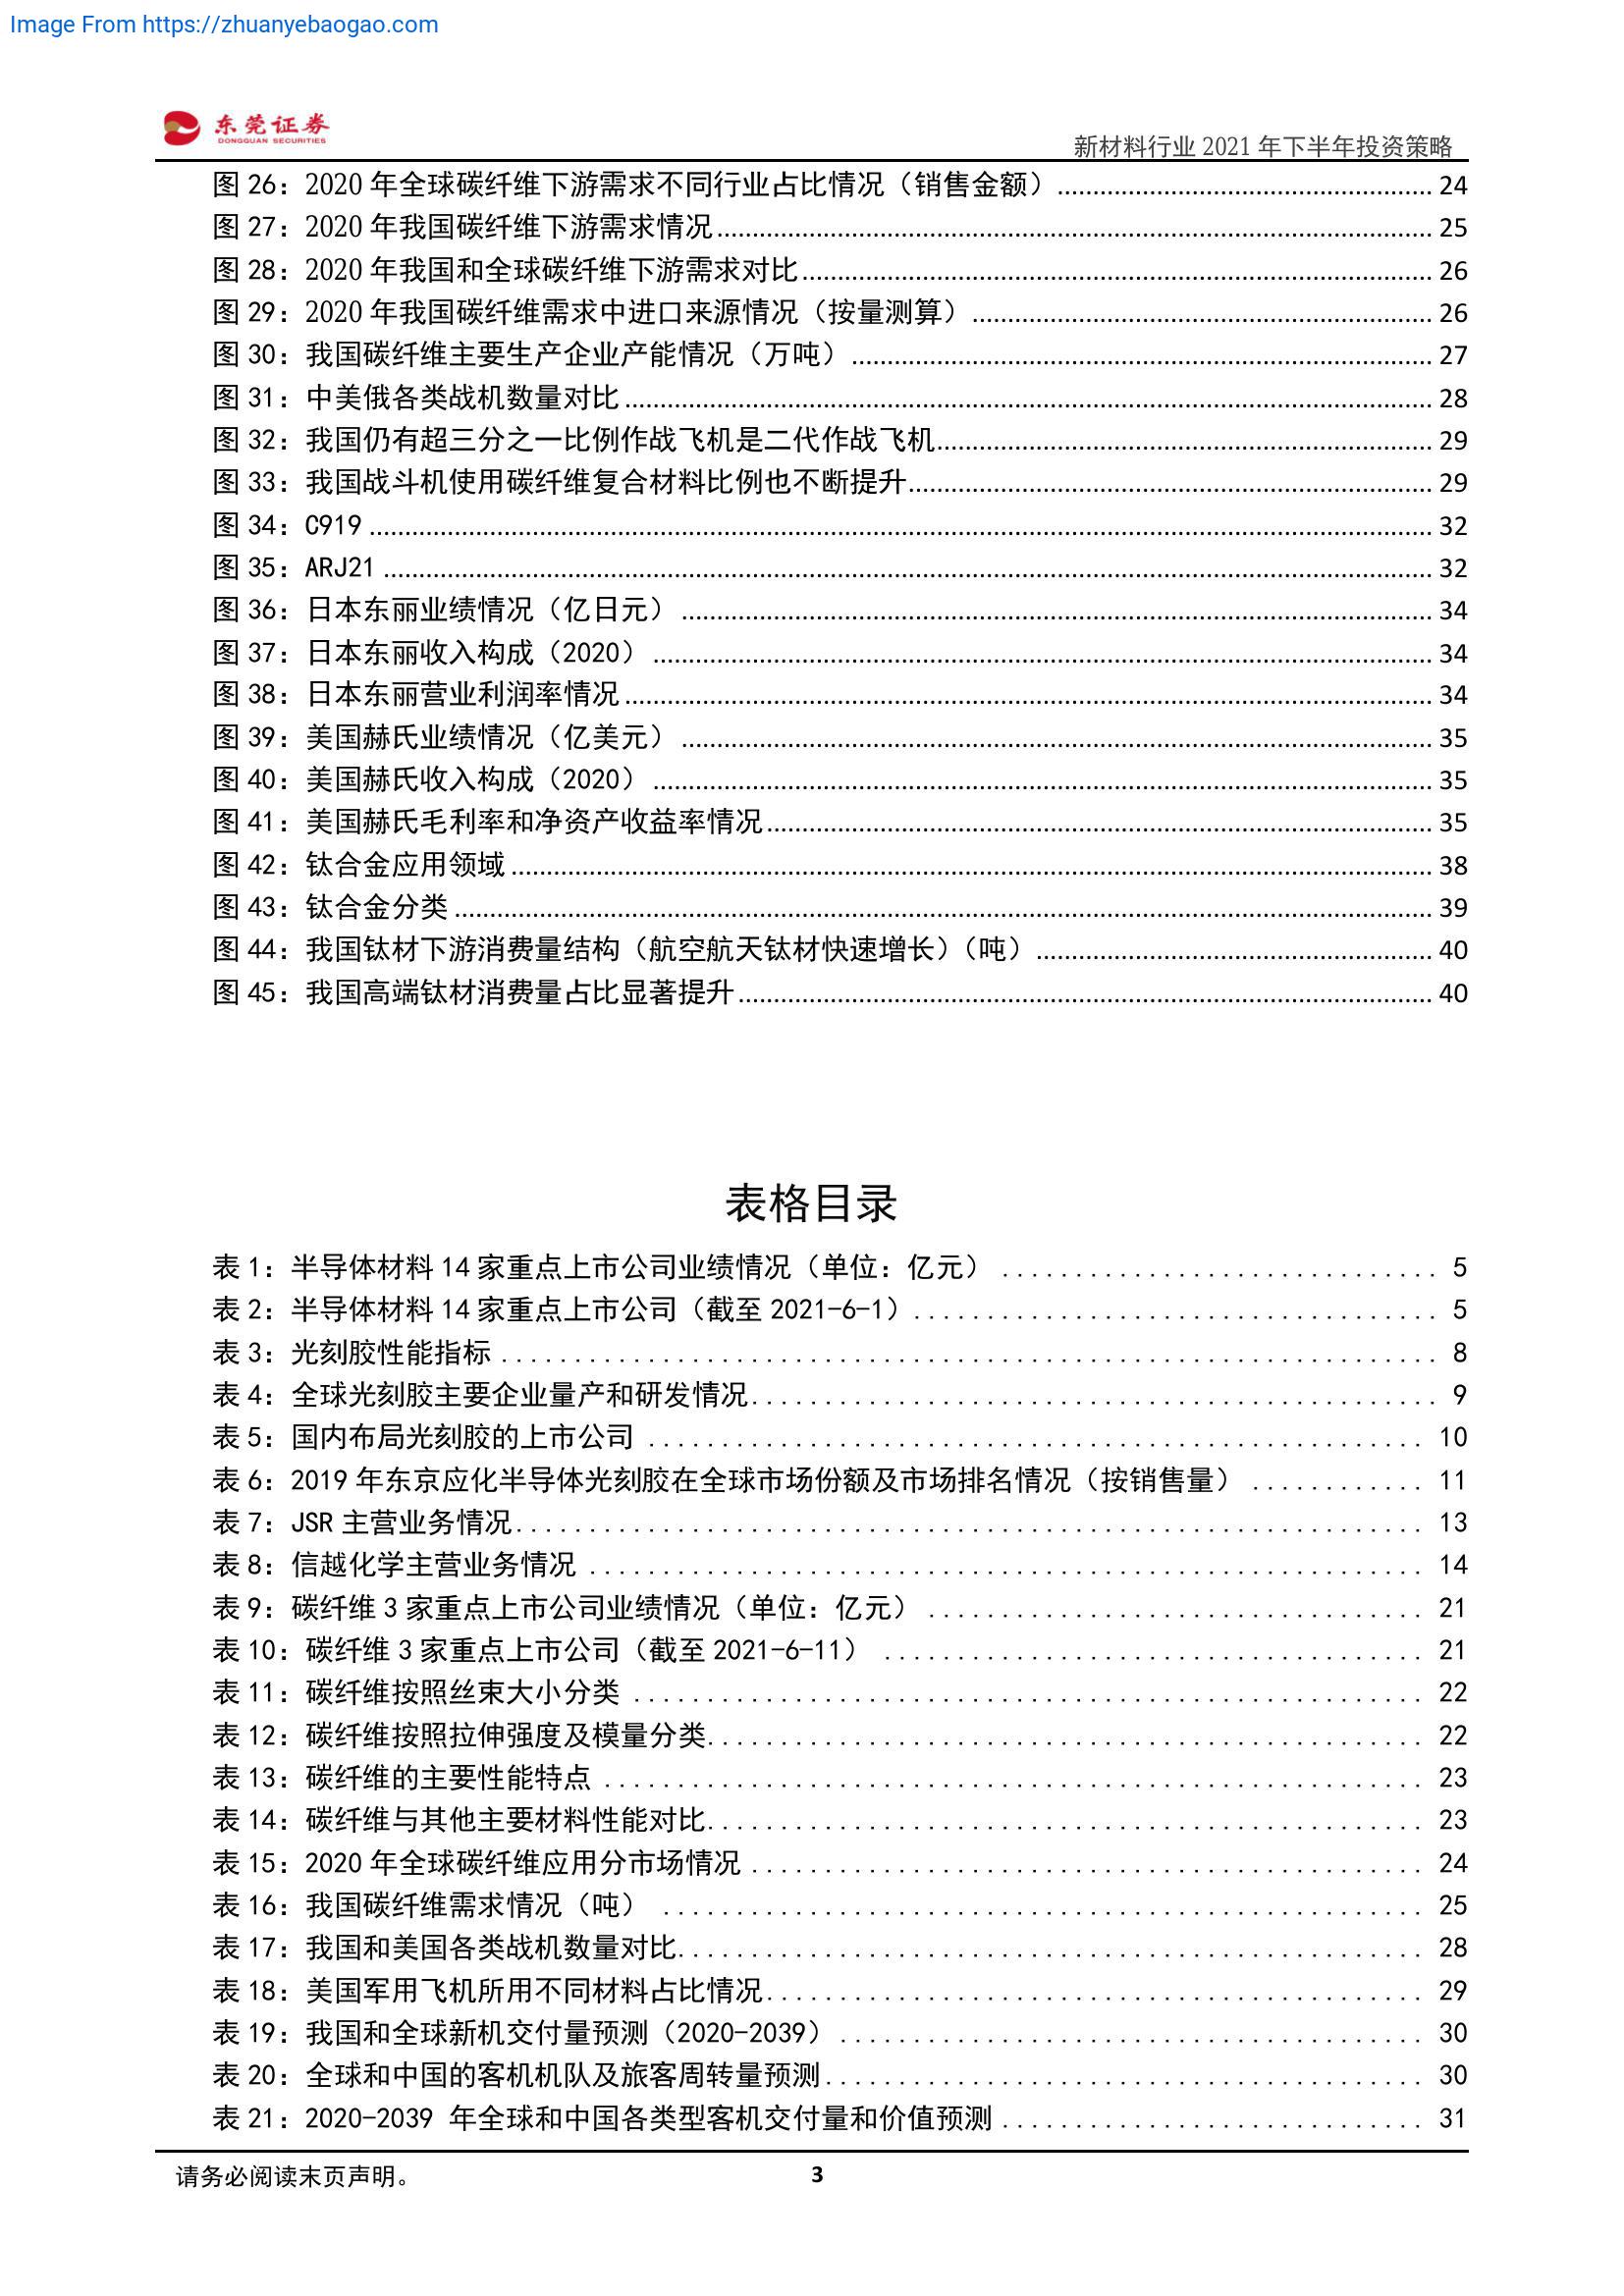 Image From https://zhuanyebaogao.com
东莞证券
DONGGUAN SECURITIES
新材料行业 2021 年下半年投资策略
图 26：2020 年全球碳纤维下游需求不同行业占比情况（销售金额）.................... 24
图 27：2020 年我国碳纤维下游需求情况.................... 25
图 28：2020 年我国和全球碳纤维下游需求对比.................... 26
图 29：2020 年我国碳纤维需求中进口来源情况（按量测算）.................... 26
图 30：我国碳纤维主要生产企业产能情况（万吨）.................... 27
图 31：中美俄各类战机数量对比.................... 28
图 32：我国仍有超三分之一比例作战飞机是二代作战飞机.................... 29
图 33：我国战斗机使用碳纤维复合材料比例也不断提升.................... 29
图 34：C919.................... 32
图 35：ARJ21.................... 32
图 36：日本东丽业绩情况（亿日元）.................... 34
图 37：日本东丽收入构成（2020）.................... 34
图 38：日本东丽营业利润率情况.................... 34
图 39：美国赫氏业绩情况（亿美元）.................... 35
图 40：美国赫氏收入构成（2020）.................... 35
图 41：美国赫氏毛利率和净资产收益率情况.................... 35
图 42：钛合金应用领域.................... 38
图 43：钛合金分类.................... 39
图 44：我国钛材下游消费量结构（航空航天钛材快速增长）（吨）.................... 40
图 45：我国高端钛材消费量占比显著提升.................... 40
表格目录
表 1：半导体材料 14 家重点上市公司业绩情况（单位：亿元）.................... 5
表 2：半导体材料 14 家重点上市公司（截至 2021-6-1）.................... 5
表 3：光刻胶性能指标.................... 8
表 4：全球光刻胶主要企业量产和研发情况.................... 9
表 5：国内布局光刻胶的上市公司.................... 10
表 6：2019 年东京应化半导体光刻胶在全球市场份额及市场排名情况（按销售量）.................... 11
表 7：JSR 主营业务情况.................... 13
表 8：信越化学主营业务情况.................... 14
表 9：碳纤维 3 家重点上市公司业绩情况（单位：亿元）.................... 21
表 10：碳纤维 3 家重点上市公司（截至 2021-6-11）.................... 21
表 11：碳纤维按照丝束大小分类.................... 22
表 12：碳纤维按照拉伸强度及模量分类.................... 22
表 13：碳纤维的主要性能特点.................... 23
表 14：碳纤维与其他主要材料性能对比.................... 23
表 15：2020 年全球碳纤维应用分市场情况.................... 24
表 16：我国碳纤维需求情况（吨）.................... 25
表 17：我国和美国各类战机数量对比.................... 28
表 18：美国军用飞机所用不同材料占比情况.................... 29
表 19：我国和全球新机交付量预测（2020-2039）.................... 30
表 20：全球和中国的客机机队及旅客周转量预测.................... 30
表 21：2020-2039 年全球和中国各类型客机交付量和价值预测.................... 31
请务必阅读末页声明。
3